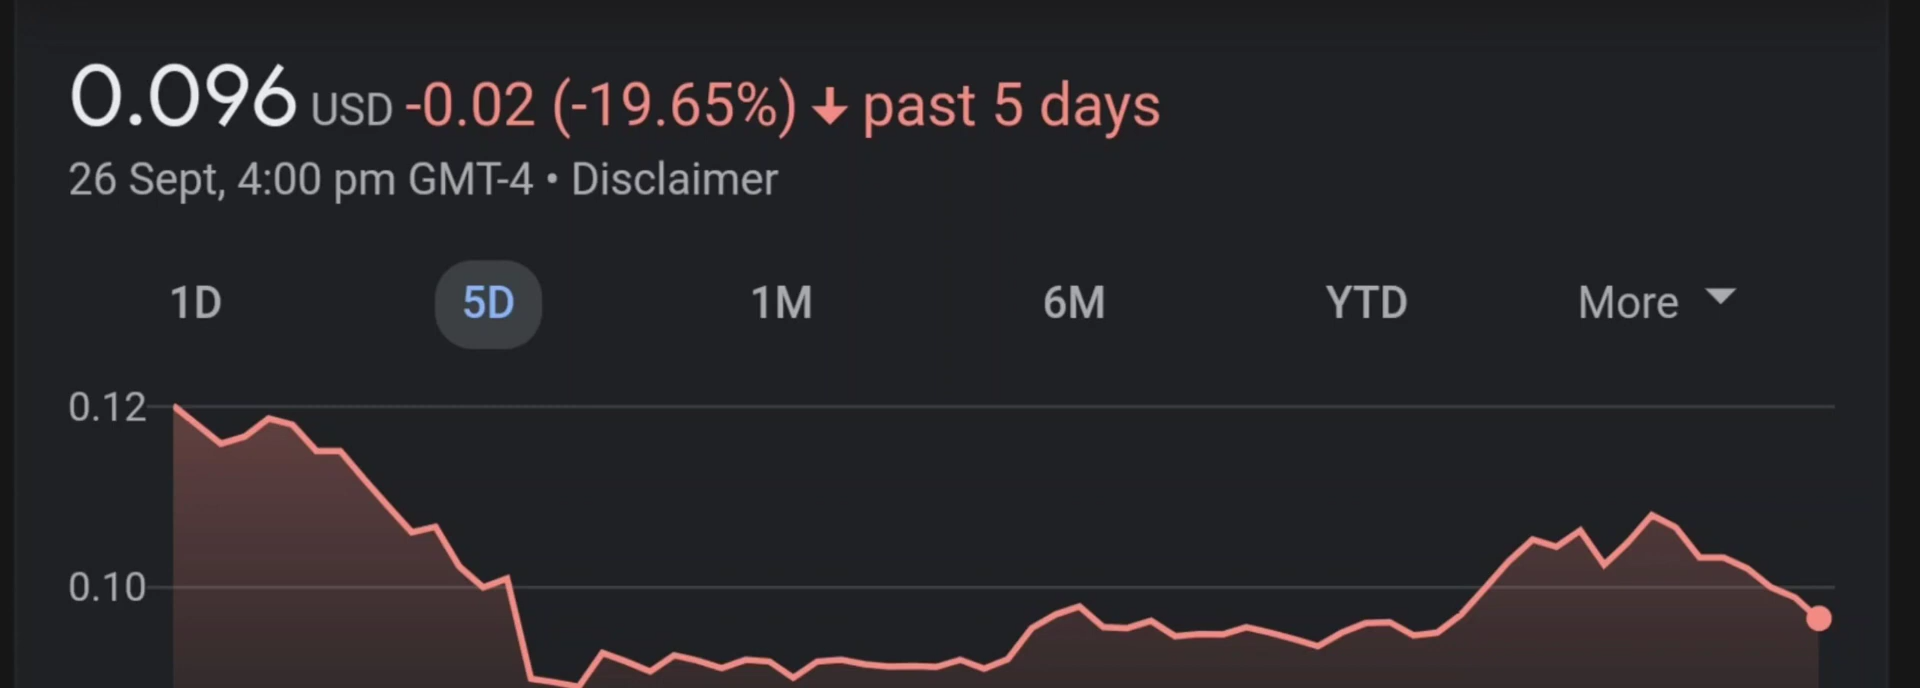 0.096 USD -0.02 (-19.65%) ↓ past 5 days
26 Sept, 4:00 pm GMT-4 • Disclaimer
1D 5D 1M 6M YTD More
0.12
0.10